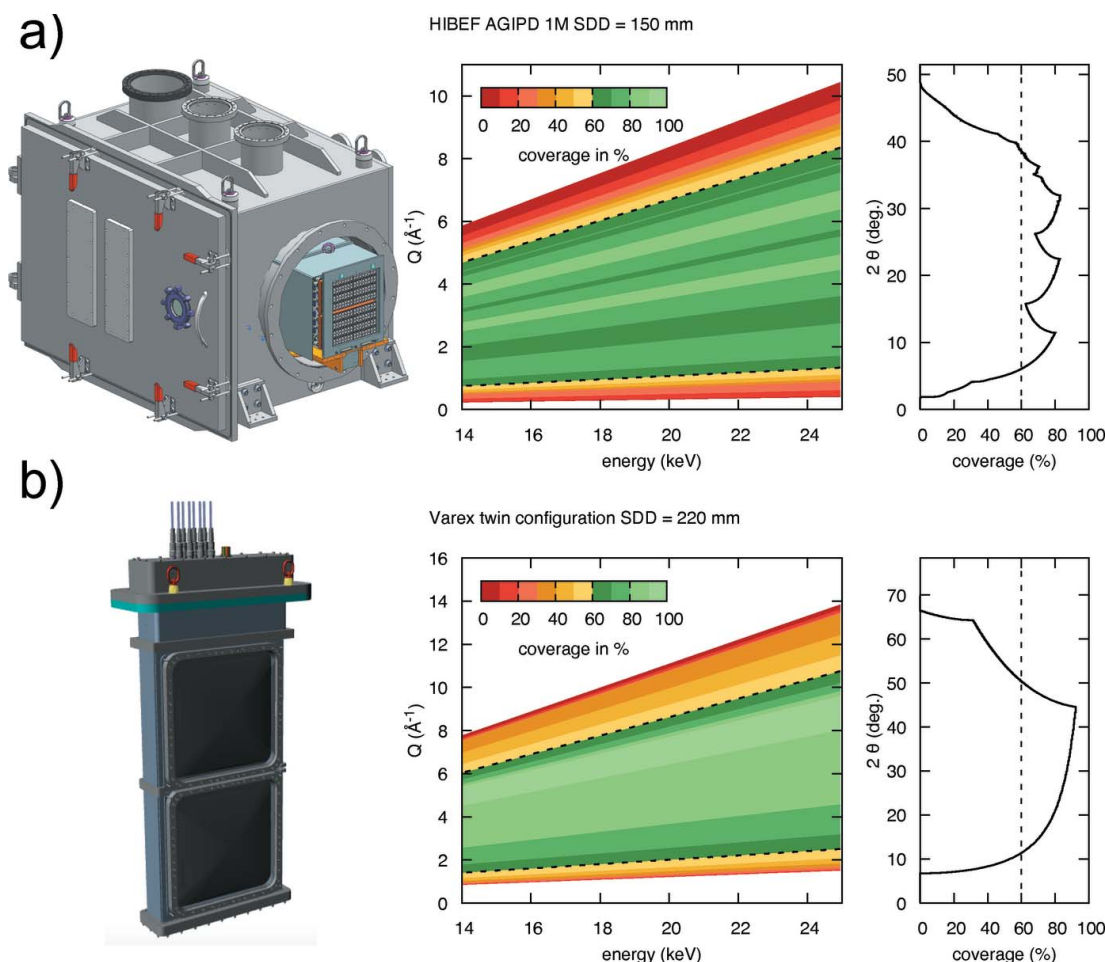 a)
HIBEF AGIPD 1M SDD = 150 mm
10
8
6
4
2
0
Q (Å⁻¹)
0 20 40 60 80 100
coverage in %
14 16 18 20 22 24
energy (keV)
50
40
30
20
10
0
2 θ (deg.)
0 20 40 60 80 100
coverage (%)
b)
Varex twin configuration SDD = 220 mm
16
14
12
10
8
6
4
2
0
Q (Å⁻¹)
0 20 40 60 80 100
coverage in %
14 16 18 20 22 24
energy (keV)
70
60
50
40
30
20
10
0
2 θ (deg.)
0 20 40 60 80 100
coverage (%)